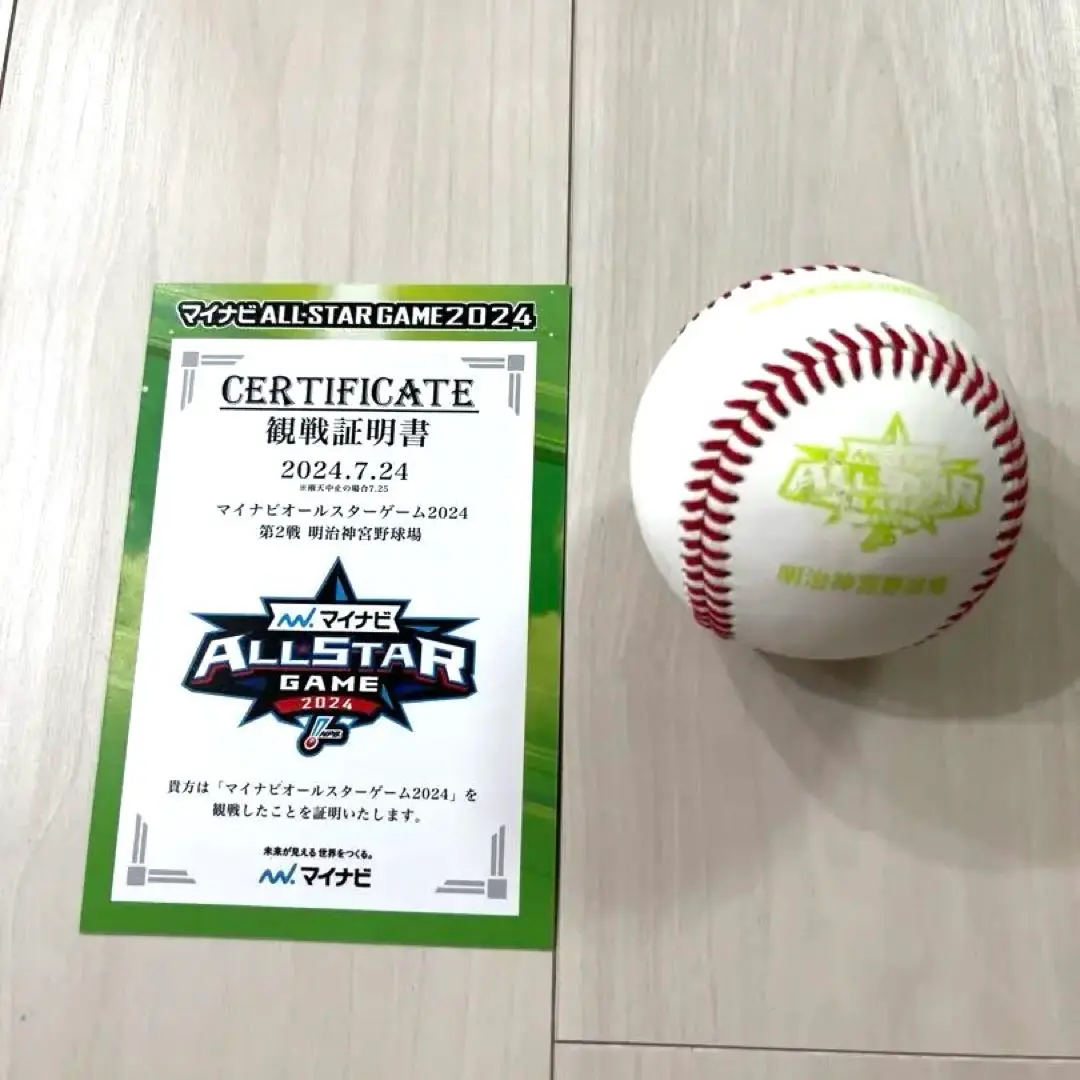 マイナビ ALL-STAR GAME 2024
CERTIFICATE
観戦証明書
2024.7.24
※雨天中止の場合7.25
マイナビオールスターゲーム2024
第2戦 明治神宮野球場
マイナビ
ALL-STAR
GAME
2024
NPB
貴方は「マイナビオールスターゲーム2024」を
観戦したことを証明いたします。
未来が見える世界をつくる。
マイナビ
ALL-STAR
明治神宮野球場